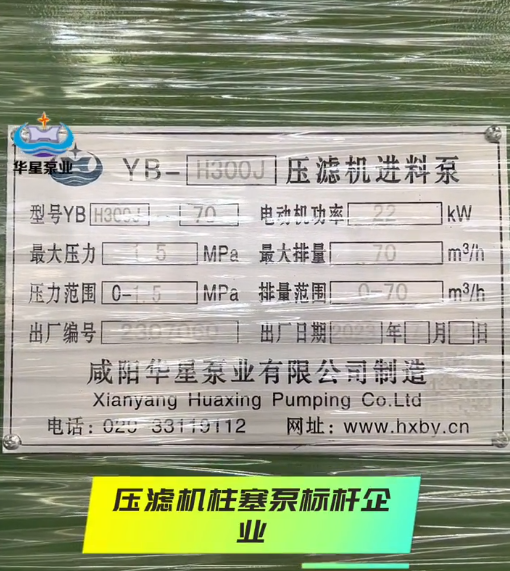 华星泵业
YB-H300J 压滤机进料泵
型号YB H300J - 70 电动机功率 22 kW
最大压力 1.5 MPa 最大排量 70 m³/h
压力范围 0-1.5 MPa 排量范围 0-70 m³/h
出厂编号 出厂日期 2023 年 月 日
咸阳华星泵业有限公司制造
Xianyang Huaxing Pumping Co.Ltd
电话: 网址: www.hxby.cn
压滤机柱塞泵标杆企
业